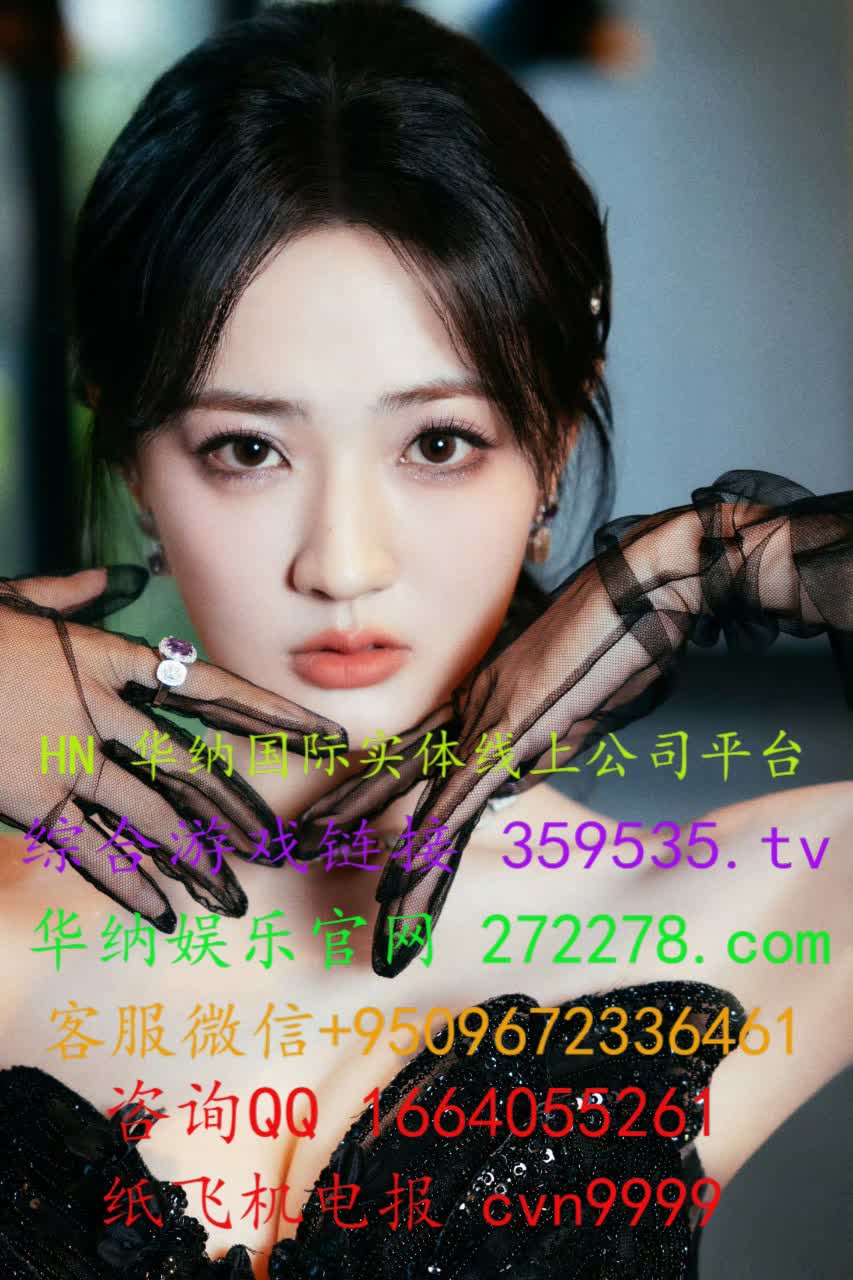 HN 华纳国际实体线上公司平台
综合游戏链接 359535.tv
华纳娱乐官网 272278.com
客服微信+9509672336461
咨询QQ 1664055261
纸飞机电报 cvn9999